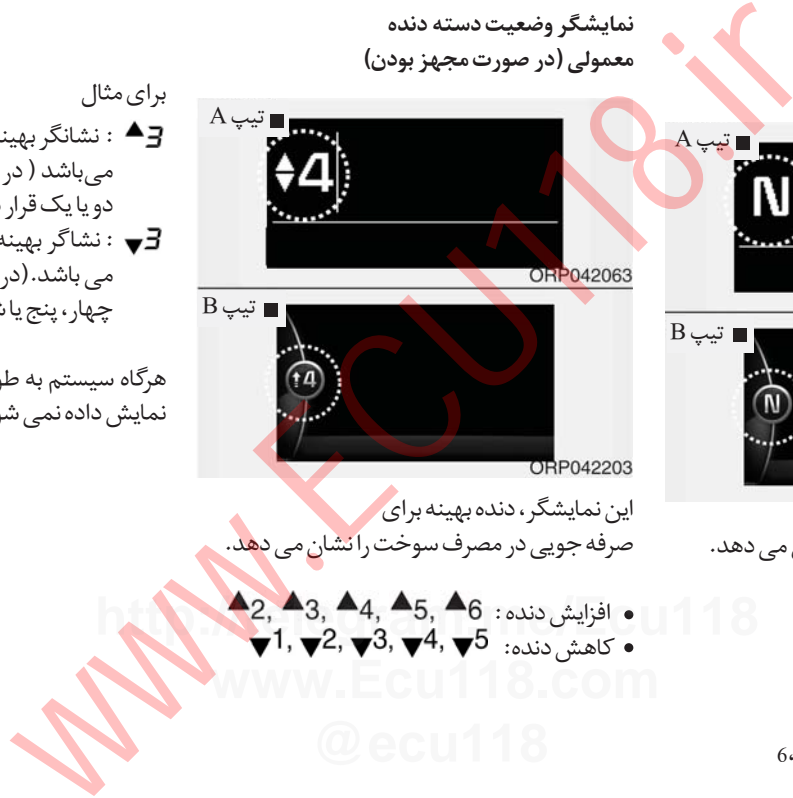 تیپ A
N
تیپ B
N
می دهد.
6،
نمایشگر وضعیت دسته دنده
معمولی (در صورت مجهز بودن)
تیپ A
4
ORP042063
تیپ B
4
ORP042203
این نمایشگر، دنده بهینه برای
صرفه جویی در مصرف سوخت را نشان می دهد.
• افزایش دنده : ▲2, ▲3, ▲4, ▲5, ▲6
• کاهش دنده: ▼1, ▼2, ▼3, ▼4, ▼5
برای مثال
▲3 : نشانگر
می‌باشد ( در
دو یا یک قرار
▼3 : نشاگر بهینه
می باشد.(در
چهار، پنج یا
هرگاه سیستم به
نمایش داده نمی
WWW.ECU118.ir
www.Ecu118.com
@ecu118